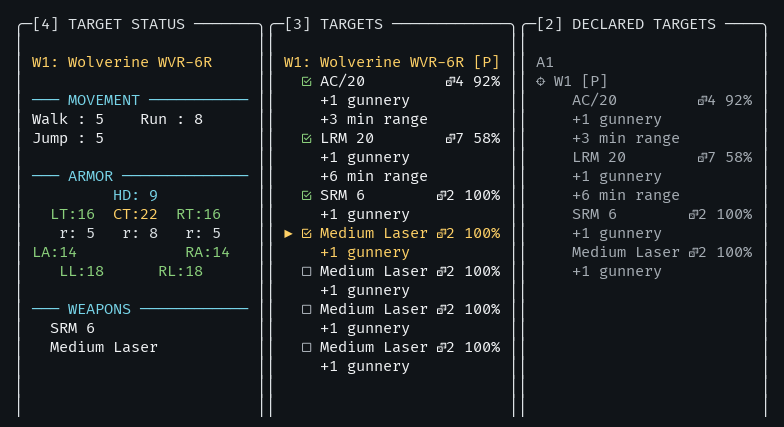 [4] TARGET STATUS
W1: Wolverine WVR-6R
MOVEMENT
Walk : 5 Run : 8
Jump : 5
ARMOR
HD: 9
LT:16 CT:22 RT:16
r: 5 r: 8 r: 5
LA:14 RA:14
LL:18 RL:18
WEAPONS
SRM 6
Medium Laser
[3] TARGETS
W1: Wolverine WVR-6R [P]
AC/20 4 92%
+1 gunnery
+3 min range
LRM 20 7 58%
+1 gunnery
+6 min range
SRM 6 2 100%
+1 gunnery
Medium Laser 2 100%
+1 gunnery
Medium Laser 2 100%
+1 gunnery
Medium Laser 2 100%
+1 gunnery
Medium Laser 2 100%
+1 gunnery
[2] DECLARED TARGETS
A1
W1 [P]
AC/20 4 92%
+1 gunnery
+3 min range
LRM 20 7 58%
+1 gunnery
+6 min range
SRM 6 2 100%
+1 gunnery
Medium Laser 2 100%
+1 gunnery